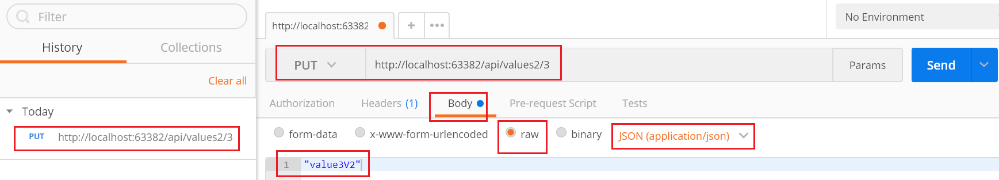 Filter
History Collections
Clear all
Today
PUT http://localhost:63382/api/values2/3
http://localhost:63382
No Environment
PUT http://localhost:63382/api/values2/3 Params Send
Authorization Headers (1) Body Pre-request Script Tests
form-data x-www-form-urlencoded raw binary JSON (application/json)
1 "value3V2"